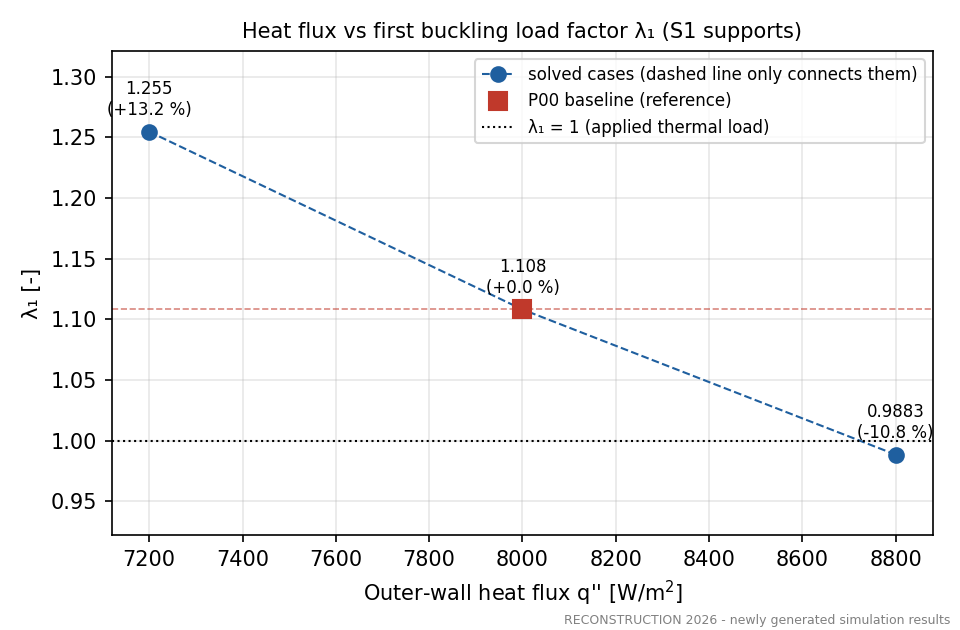 Heat flux vs first buckling load factor λ₁ (S1 supports)
solved cases (dashed line only connects them)
P00 baseline (reference)
λ₁ = 1 (applied thermal load)
1.255
(+13.2 %)
1.108
(+0.0 %)
0.9883
(-10.8 %)
λ₁ [-]
1.30
1.25
1.20
1.15
1.10
1.05
1.00
0.95
7200 7400 7600 7800 8000 8200 8400 8600 8800
Outer-wall heat flux q'' [W/m²]
RECONSTRUCTION 2026 - newly generated simulation results